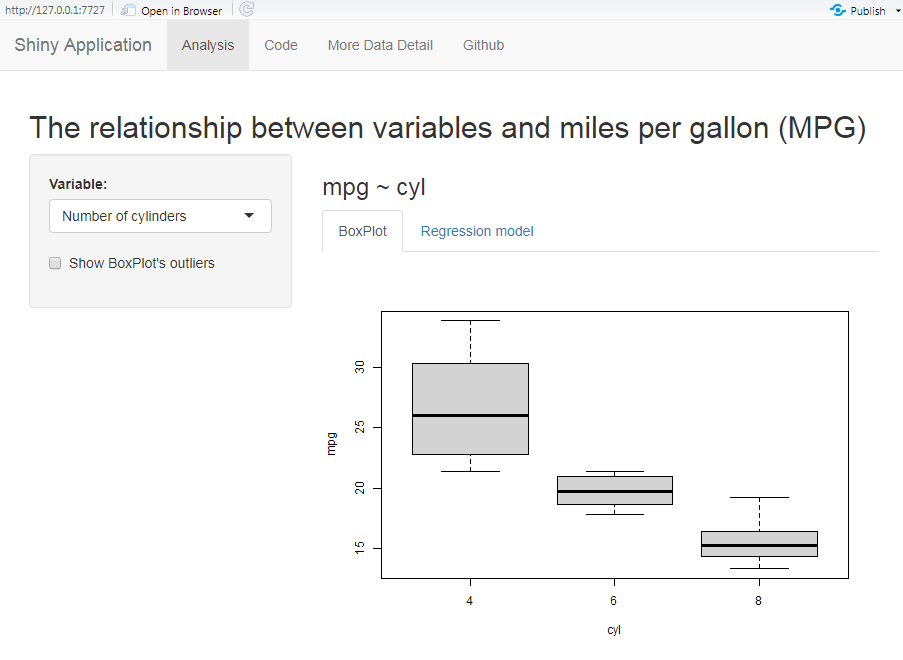 http://127.0.0.1:7727 Open in Browser Publish
Shiny Application Analysis Code More Data Detail Github
The relationship between variables and miles per gallon (MPG)
Variable:
Number of cylinders
Show BoxPlot's outliers
mpg ~ cyl
BoxPlot Regression model
30
25
20
15
mpg
4 6 8
cyl